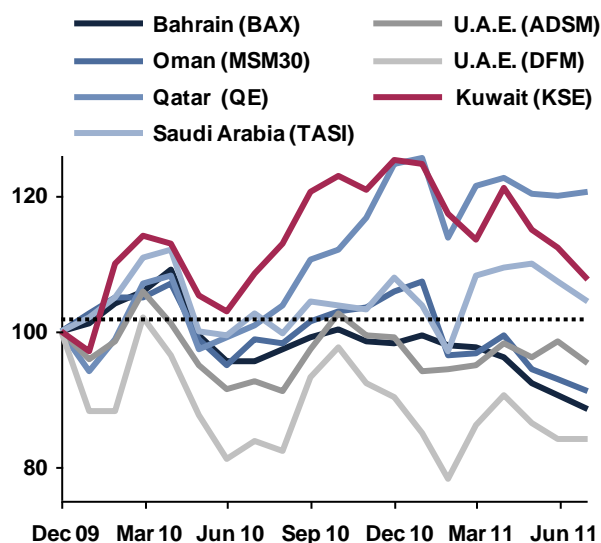 Bahrain (BAX)
U.A.E. (ADSM)
Oman (MSM30)
U.A.E. (DFM)
Qatar (QE)
Kuwait (KSE)
Saudi Arabia (TASI)
120
100
80
Dec 09 Mar 10 Jun 10 Sep 10 Dec 10 Mar 11 Jun 11